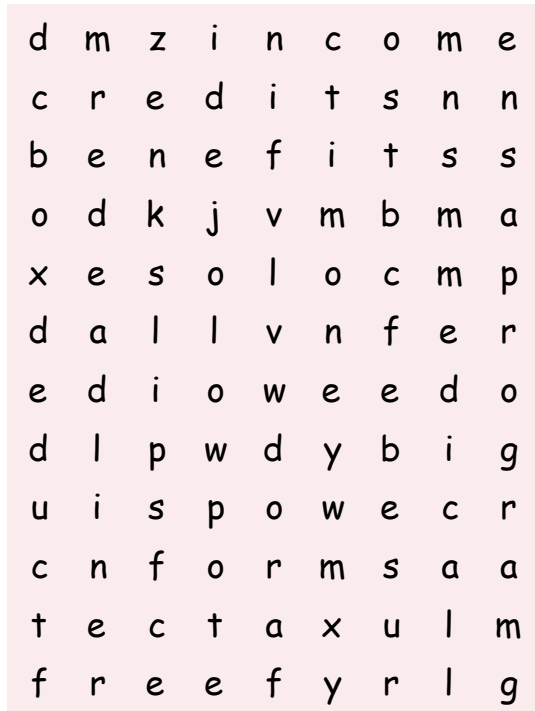 d m z i n c o m e
c r e d i t s n n
b e n e f i t s s
o d k j v m b m a
x e s o l o c m p
d a l l v n f e r
e d i o w e e d o
d l p w d y b i g
u i s p o w e c r
c n f o r m s a a
t e c t a x u l m
f r e e f y r l g